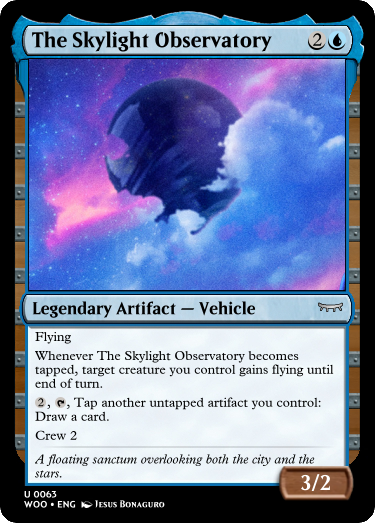 The Skylight Observatory 2
Legendary Artifact — Vehicle
Flying
Whenever The Skylight Observatory becomes
tapped, target creature you control gains flying until
end of turn.
2, , Tap another untapped artifact you control:
Draw a card.
Crew 2
A floating sanctum overlooking both the city and the
stars.
3/2
U 0063
WOO • ENG Jesus Bonaguro